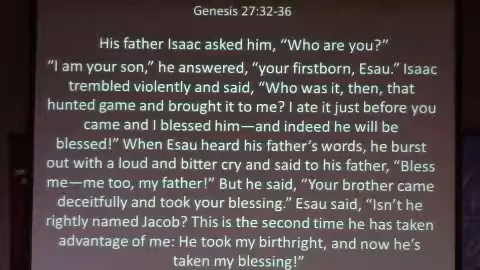 Genesis 27:32-36
His father Isaac asked him, “Who are you?”
“I am your son,” he answered, “your firstborn, Esau.” Isaac
trembled violently and said, “Who was it, then, that
hunted game and brought it to me? I ate it just before you
came and I blessed him—and indeed he will be
blessed!” When Esau heard his father’s words, he burst
out with a loud and bitter cry and said to his father, “Bless
me—me too, my father!” But he said, “Your brother came
deceitfully and took your blessing.” Esau said, “Isn’t he
rightly named Jacob? This is the second time he has taken
advantage of me: He took my birthright, and now he’s
taken my blessing!”